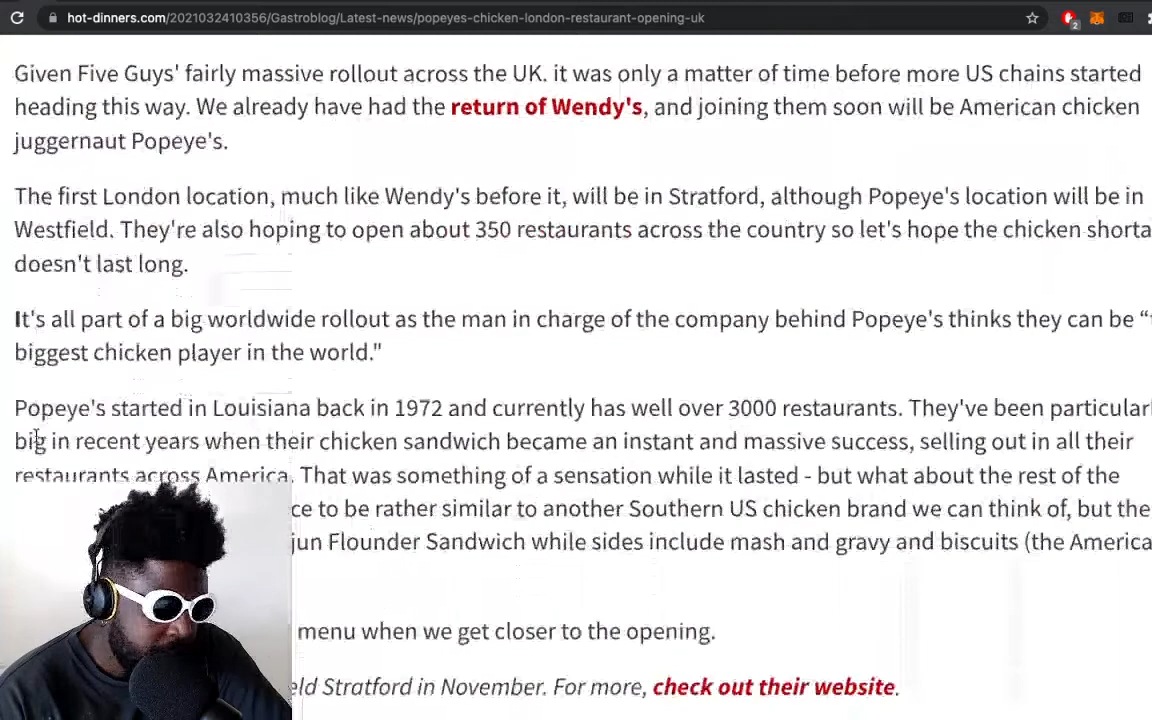 hot-dinners.com/2021032410356/Gastroblog/Latest-news/popeyes-chicken-london-restaurant-opening-uk
2
Given Five Guys' fairly massive rollout across the UK. it was only a matter of time before more US chains started
heading this way. We already have had the return of Wendy's, and joining them soon will be American chicken
juggernaut Popeye's.
The first London location, much like Wendy's before it, will be in Stratford, although Popeye's location will be in
Westfield. They're also hoping to open about 350 restaurants across the country so let's hope the chicken shorta
doesn't last long.
It's all part of a big worldwide rollout as the man in charge of the company behind Popeye's thinks they can be “
biggest chicken player in the world."
Popeye's started in Louisiana back in 1972 and currently has well over 3000 restaurants. They've been particular
big in recent years when their chicken sandwich became an instant and massive success, selling out in all their
restaurants across America. That was something of a sensation while it lasted - but what about the rest of the
ce to be rather similar to another Southern US chicken brand we can think of, but the
jun Flounder Sandwich while sides include mash and gravy and biscuits (the America
menu when we get closer to the opening.
eld Stratford in November. For more, check out their website.